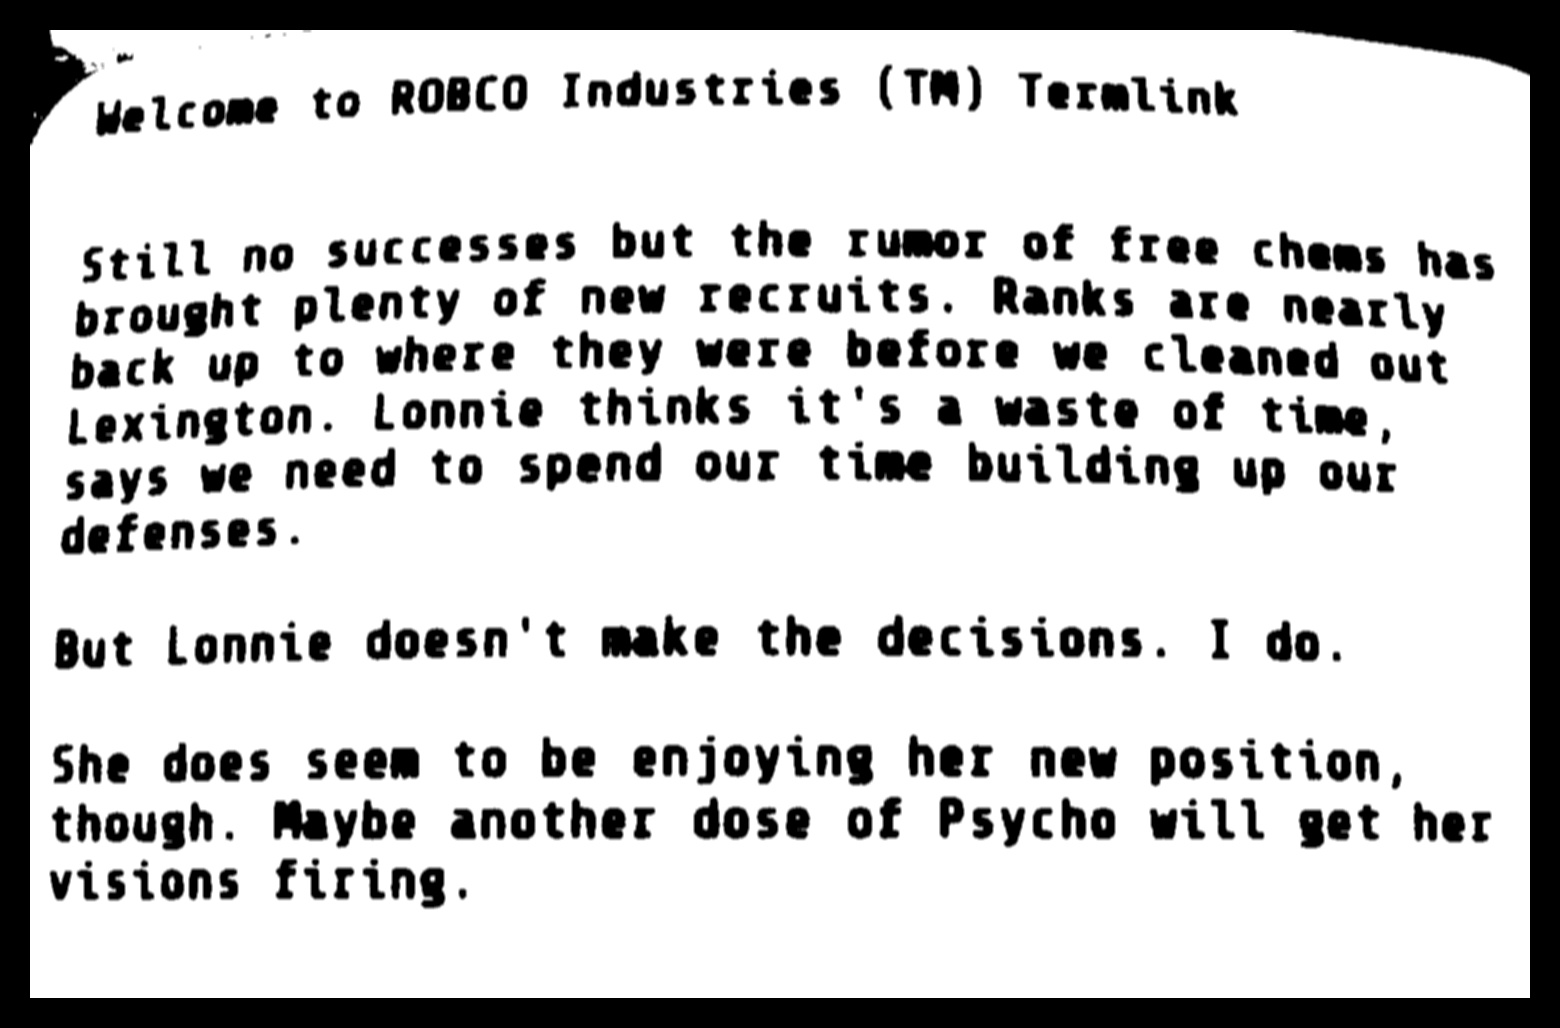 Welcome to ROBCO Industries (TM) Termlink
Still no successes but the rumor of free chems has
brought plenty of new recruits. Ranks are nearly
back up to where they were before we cleaned out
Lexington. Lonnie thinks it's a waste of time,
says we need to spend our time building up our
defenses.
But Lonnie doesn't make the decisions. I do.
She does seem to be enjoying her new position,
though. Maybe another dose of Psycho will get her
visions firing.